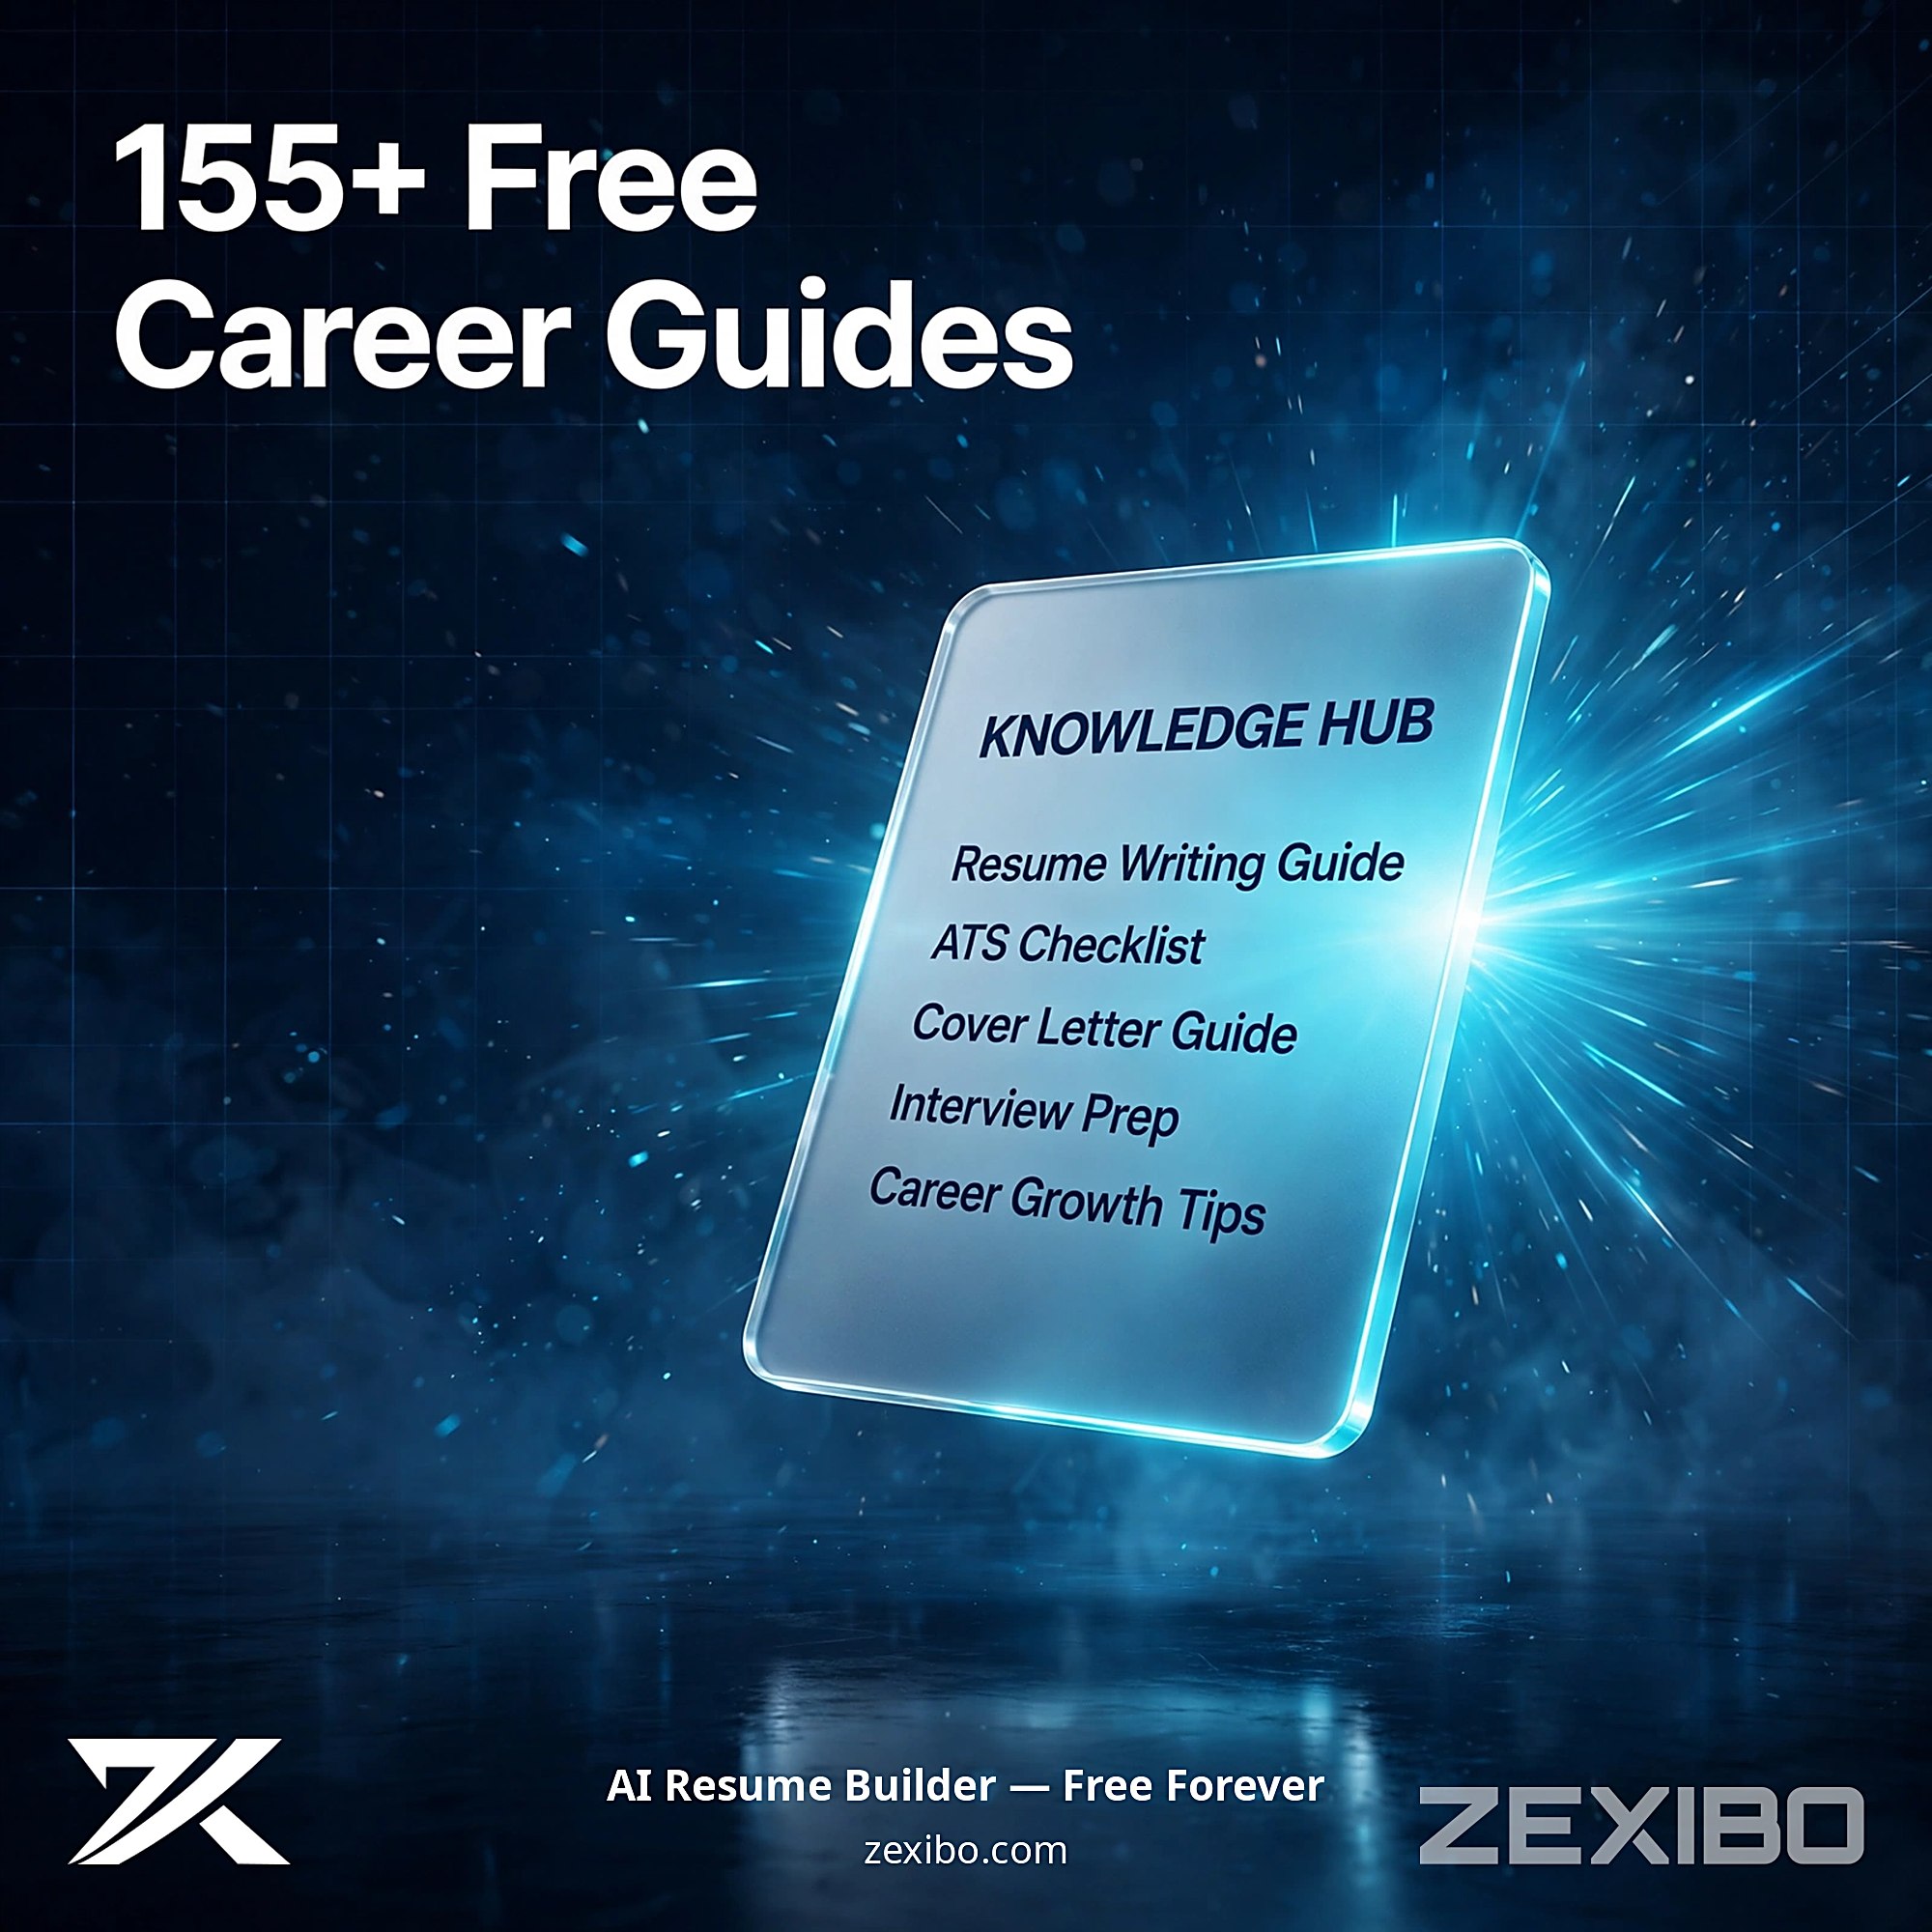 155+ Free
Career Guides
KNOWLEDGE HUB
Resume Writing Guide
ATS Checklist
Cover Letter Guide
Interview Prep
Career Growth Tips
AI Resume Builder — Free Forever
zexibo.com
ZEXIBO